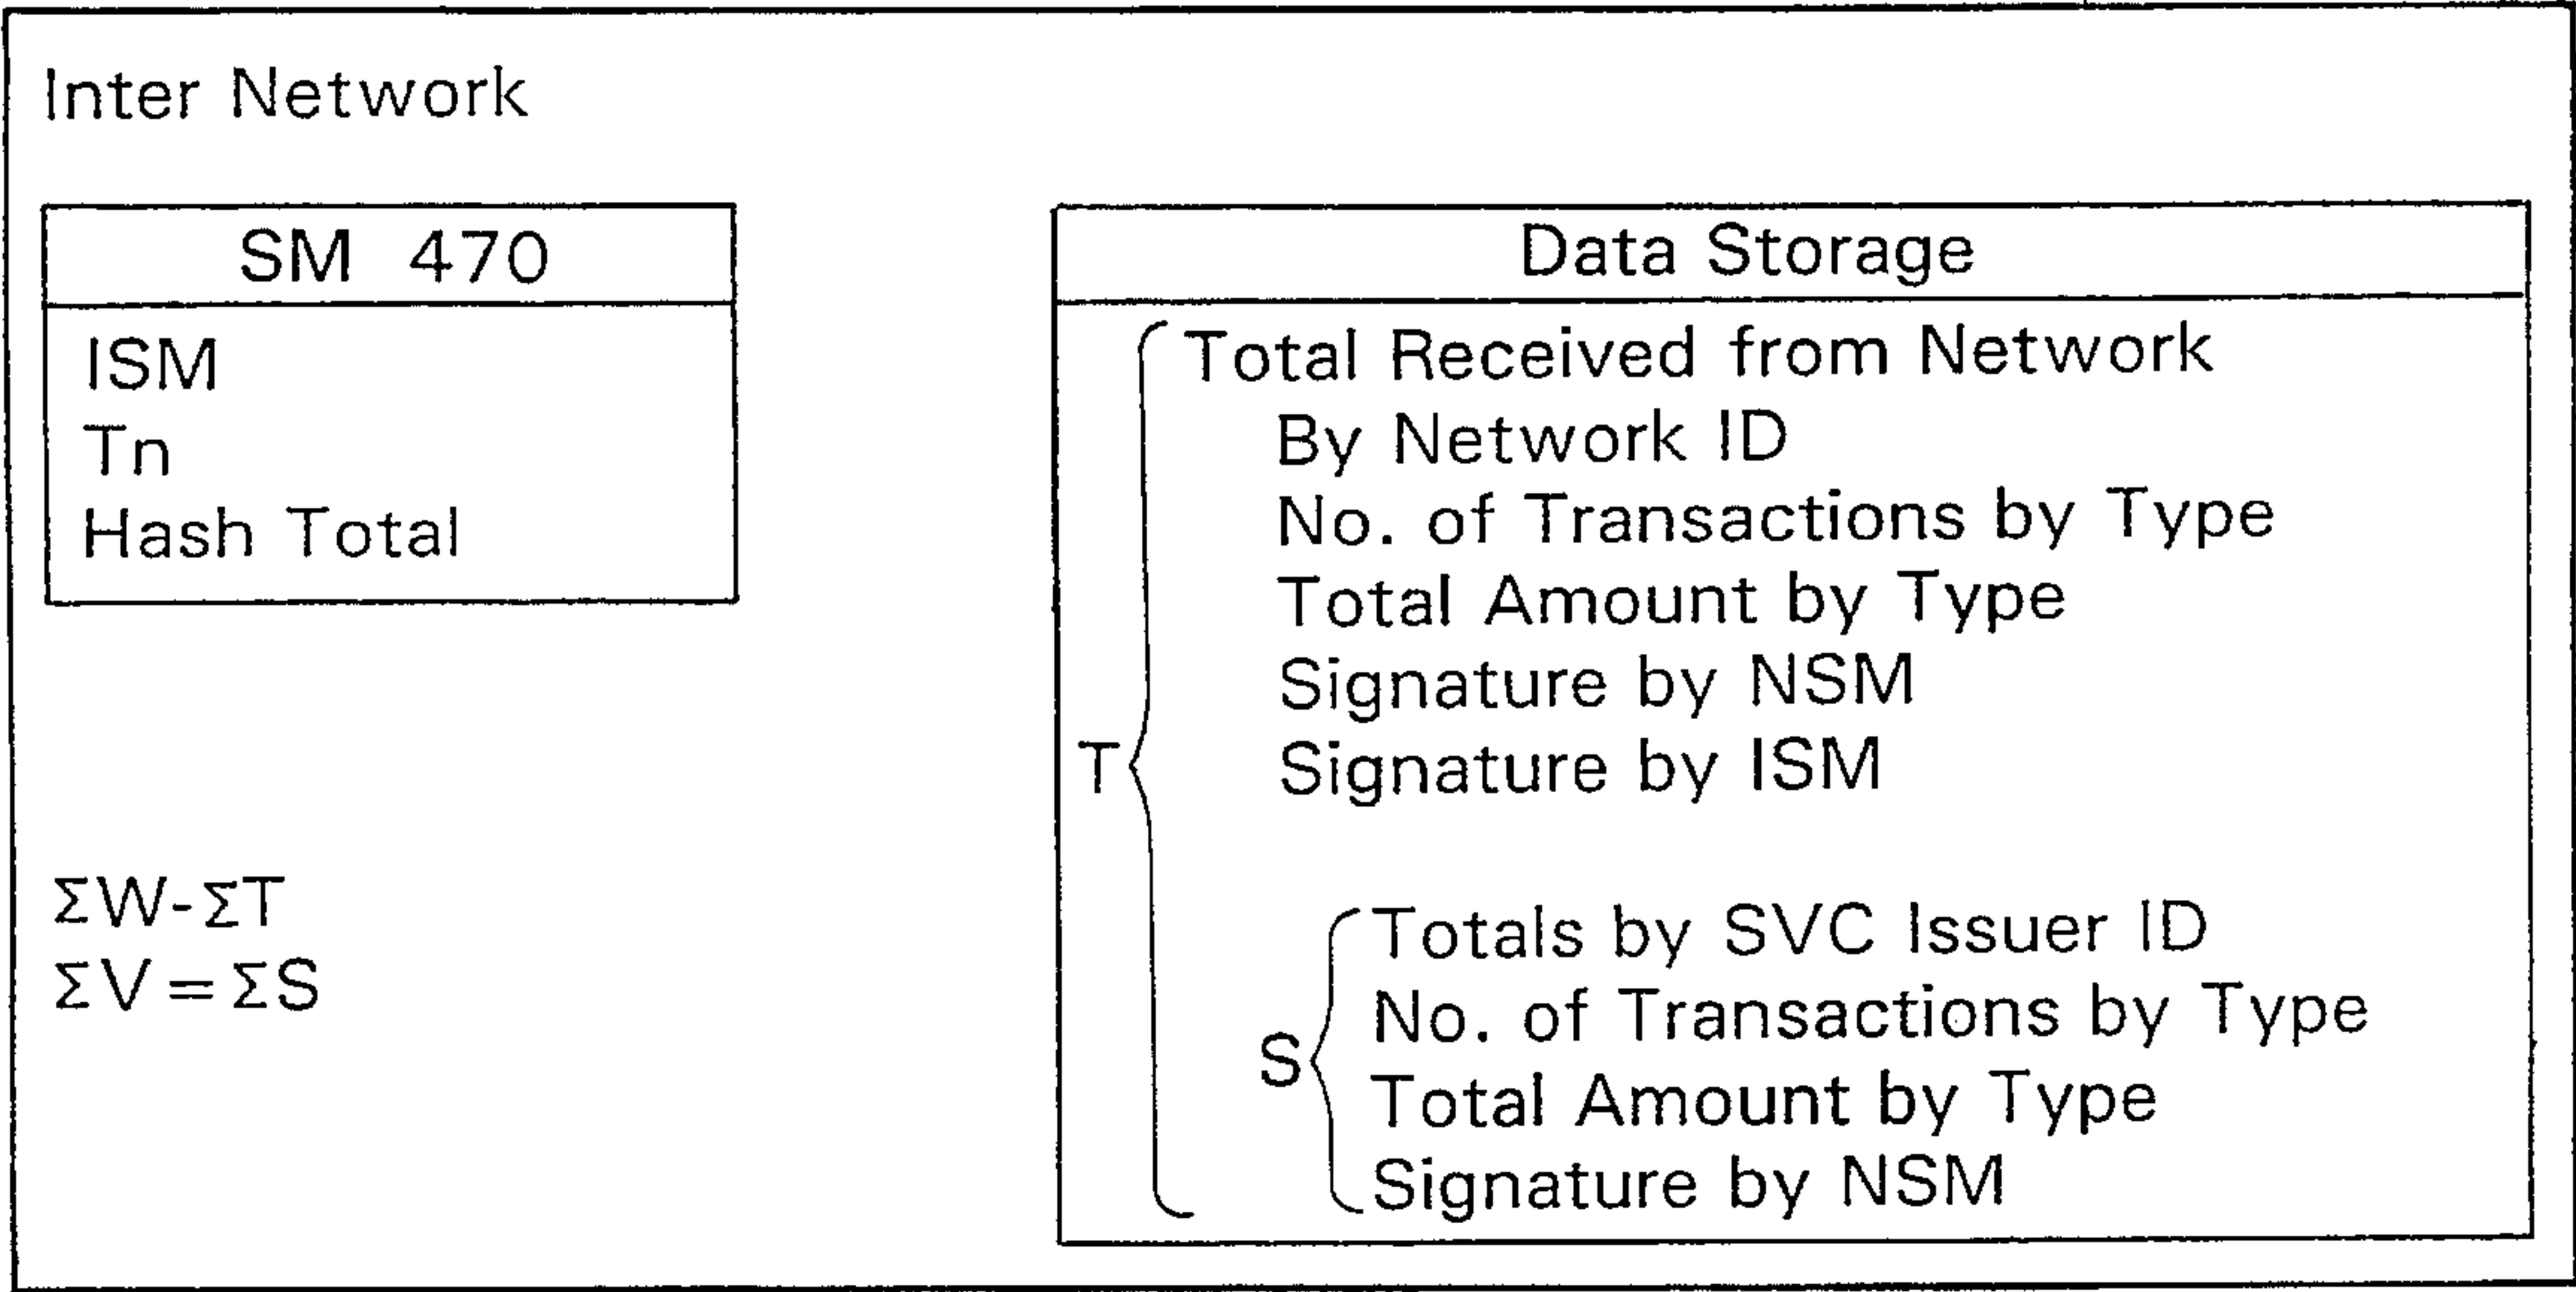 Inter Network
SM 470
ISM
Tn
Hash Total
ΣW-ΣT
ΣV=ΣS
Data Storage
Total Received from Network
By Network ID
No. of Transactions by Type
Total Amount by Type
Signature by NSM
Signature by ISM
T
Totals by SVC Issuer ID
No. of Transactions by Type
S
Total Amount by Type
Signature by NSM